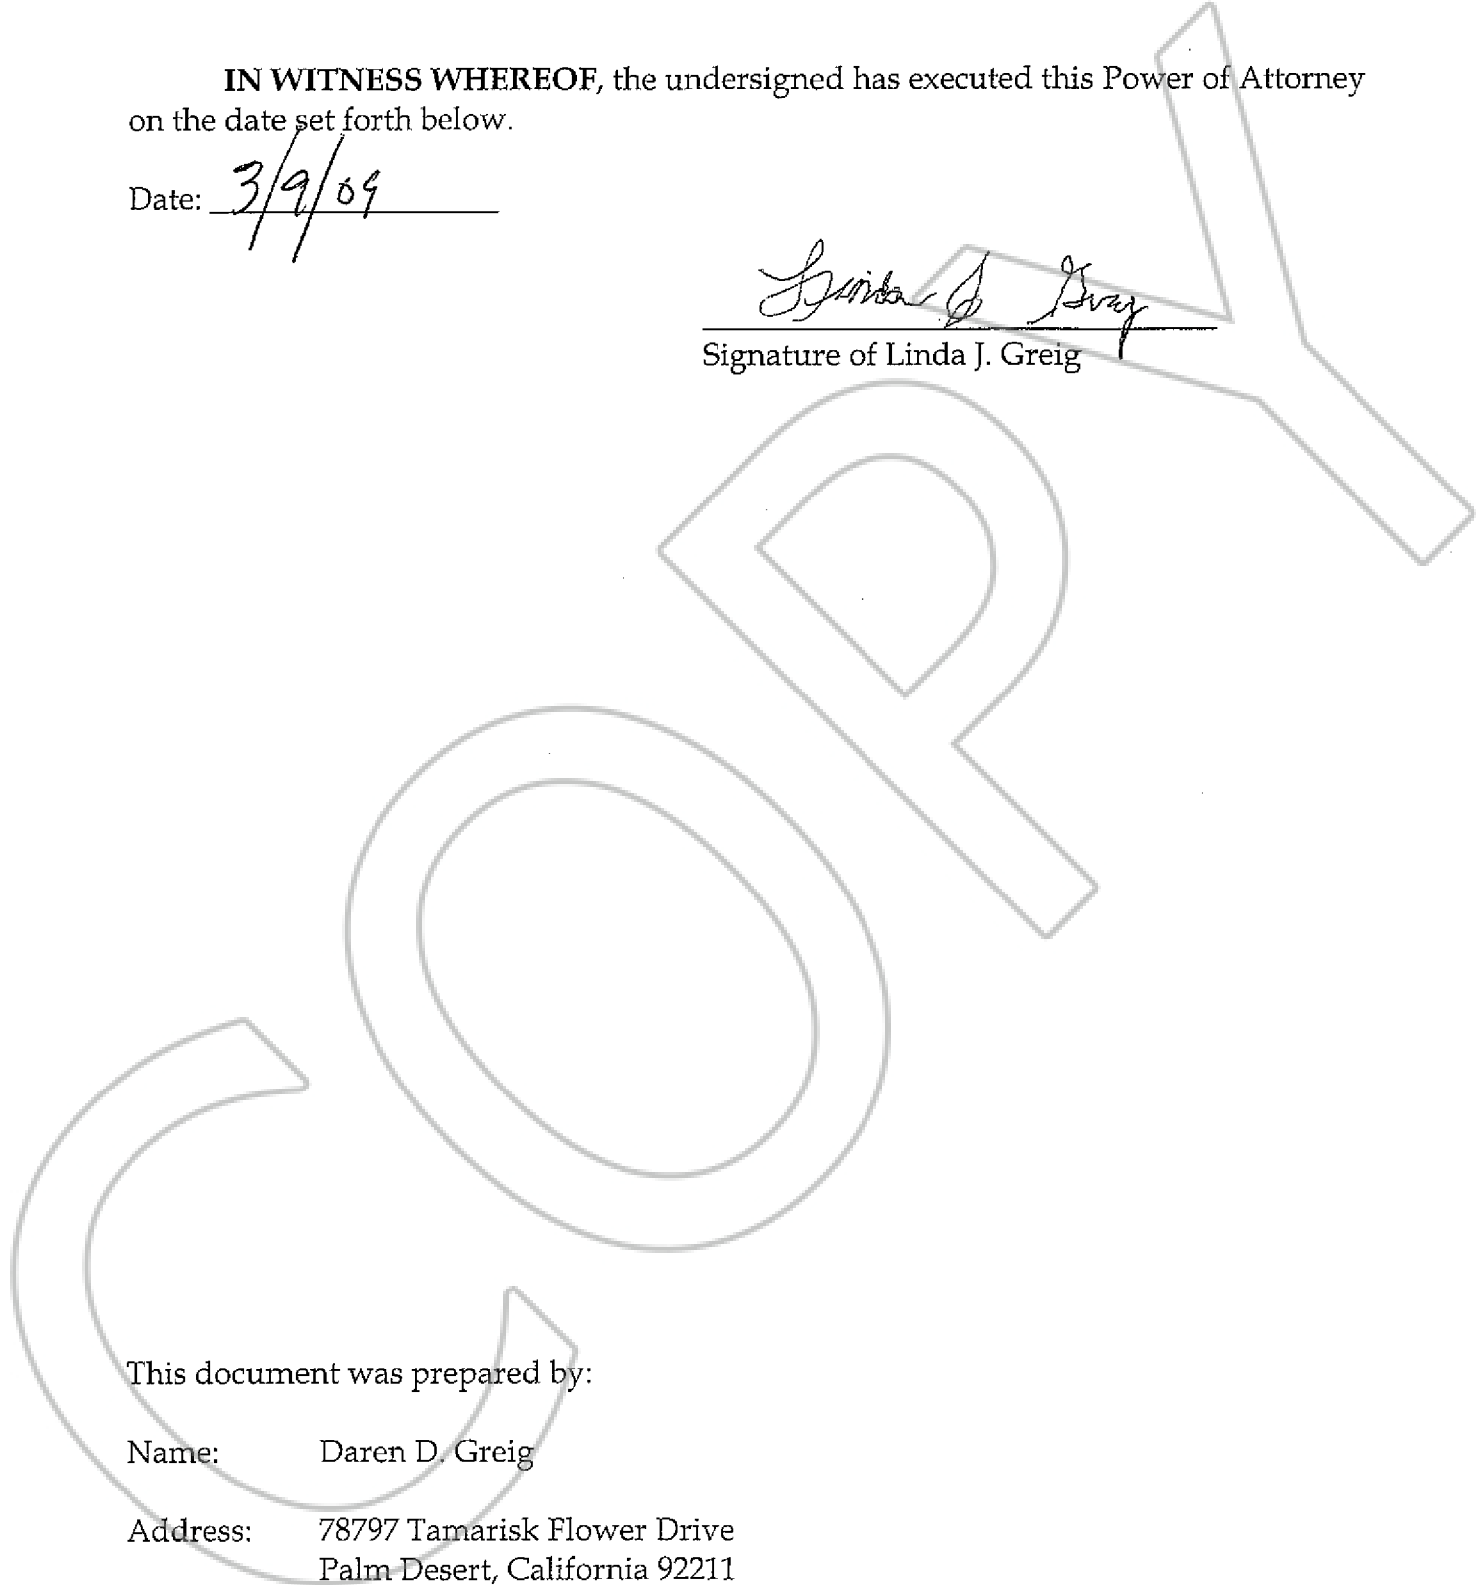 IN WITNESS WHEREOF, the undersigned has executed this Power of Attorney
on the date set forth below.
Date: 3/9/09
Linda J Greig
Signature of Linda J. Greig
COPY
This document was prepared by:
Name: Daren D. Greig
Address: 78797 Tamarisk Flower Drive
Palm Desert, California 92211